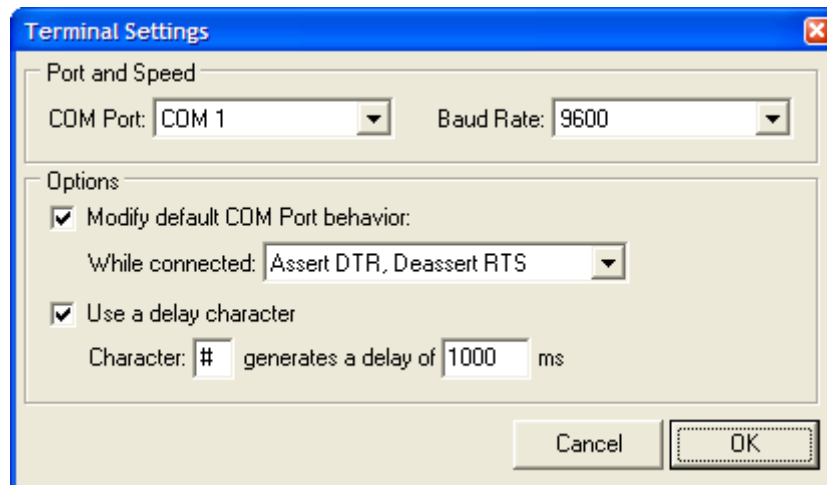 Terminal Settings
Port and Speed
COM Port: COM 1 Baud Rate: 9600
Options
Modify default COM Port behavior:
While connected: Assert DTR, Deassert RTS
Use a delay character
Character: # generates a delay of 1000 ms
Cancel OK